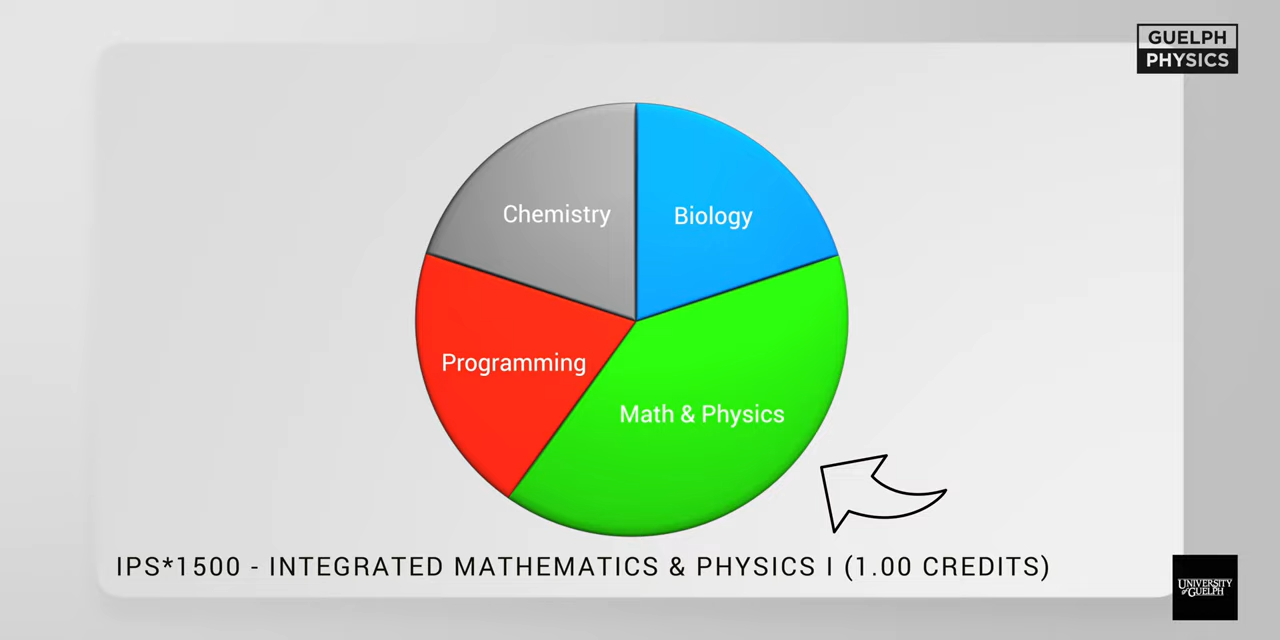 GUELPH
PHYSICS
Chemistry
Biology
Programming
Math & Physics
IPS*1500 - INTEGRATED MATHEMATICS & PHYSICS I (1.00 CREDITS)
UNIVERSITY
of GUELPH